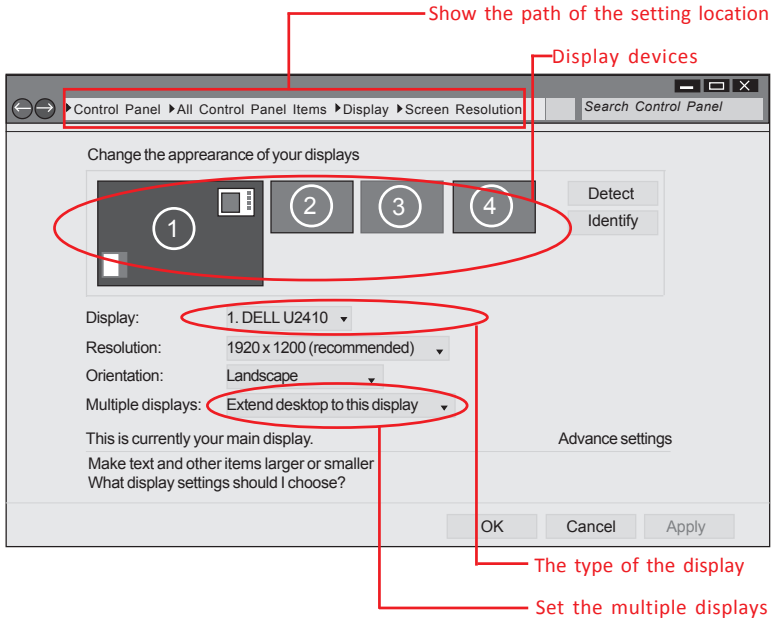 Show the path of the setting location
Display devices
Control Panel All Control Panel Items Display Screen Resolution
Search Control Panel
Change the apprearance of your displays
1
2
3
4
Detect
Identify
Display: 1. DELL U2410
Resolution: 1920 x 1200 (recommended)
Orientation: Landscape
Multiple displays: Extend desktop to this display
This is currently your main display. Advance settings
Make text and other items larger or smaller
What display settings should I choose?
OK Cancel Apply
The type of the display
Set the multiple displays